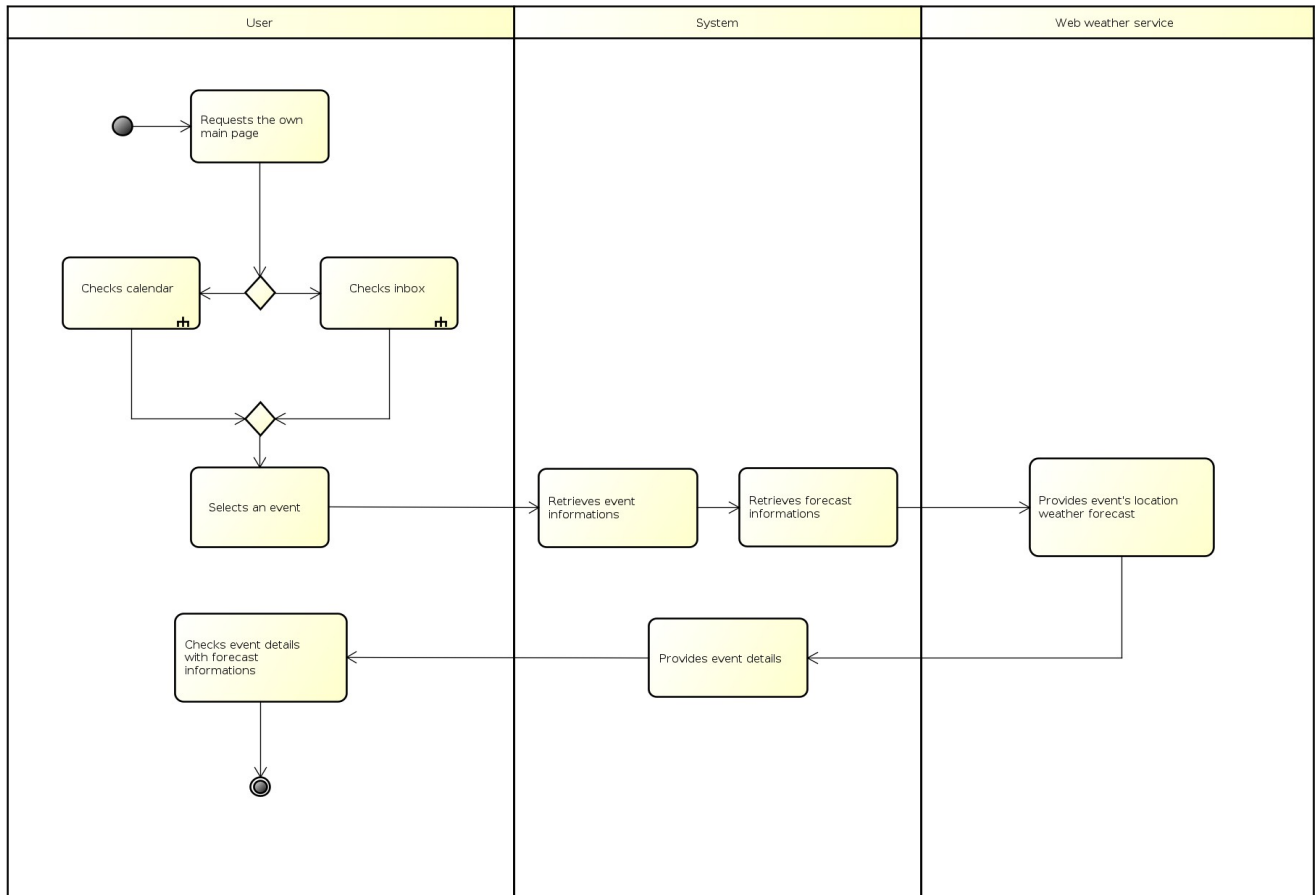 User
System
Web weather service
Requests the own
main page
Checks calendar
Checks inbox
Selects an event
Retrieves event
informations
Retrieves forecast
informations
Provides event's location
weather forecast
Checks event details
with forecast
informations
Provides event details